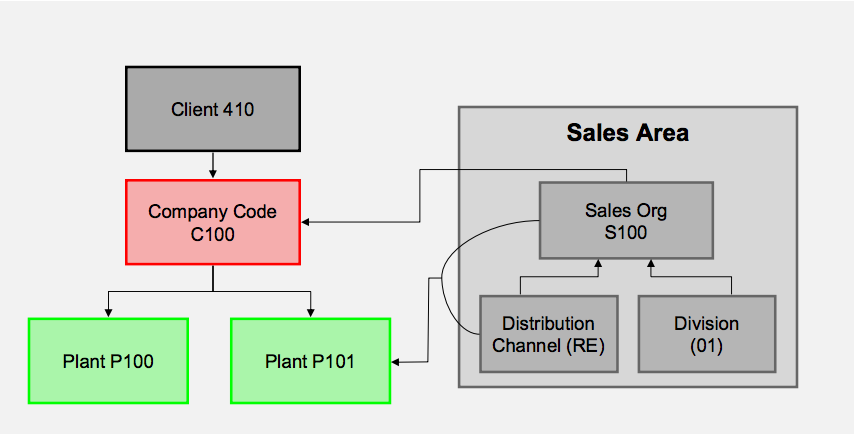 Client 410
Sales Area
Company Code
C100
Sales Org
S100
Distribution
Channel (RE)
Division
(01)
Plant P100
Plant P101